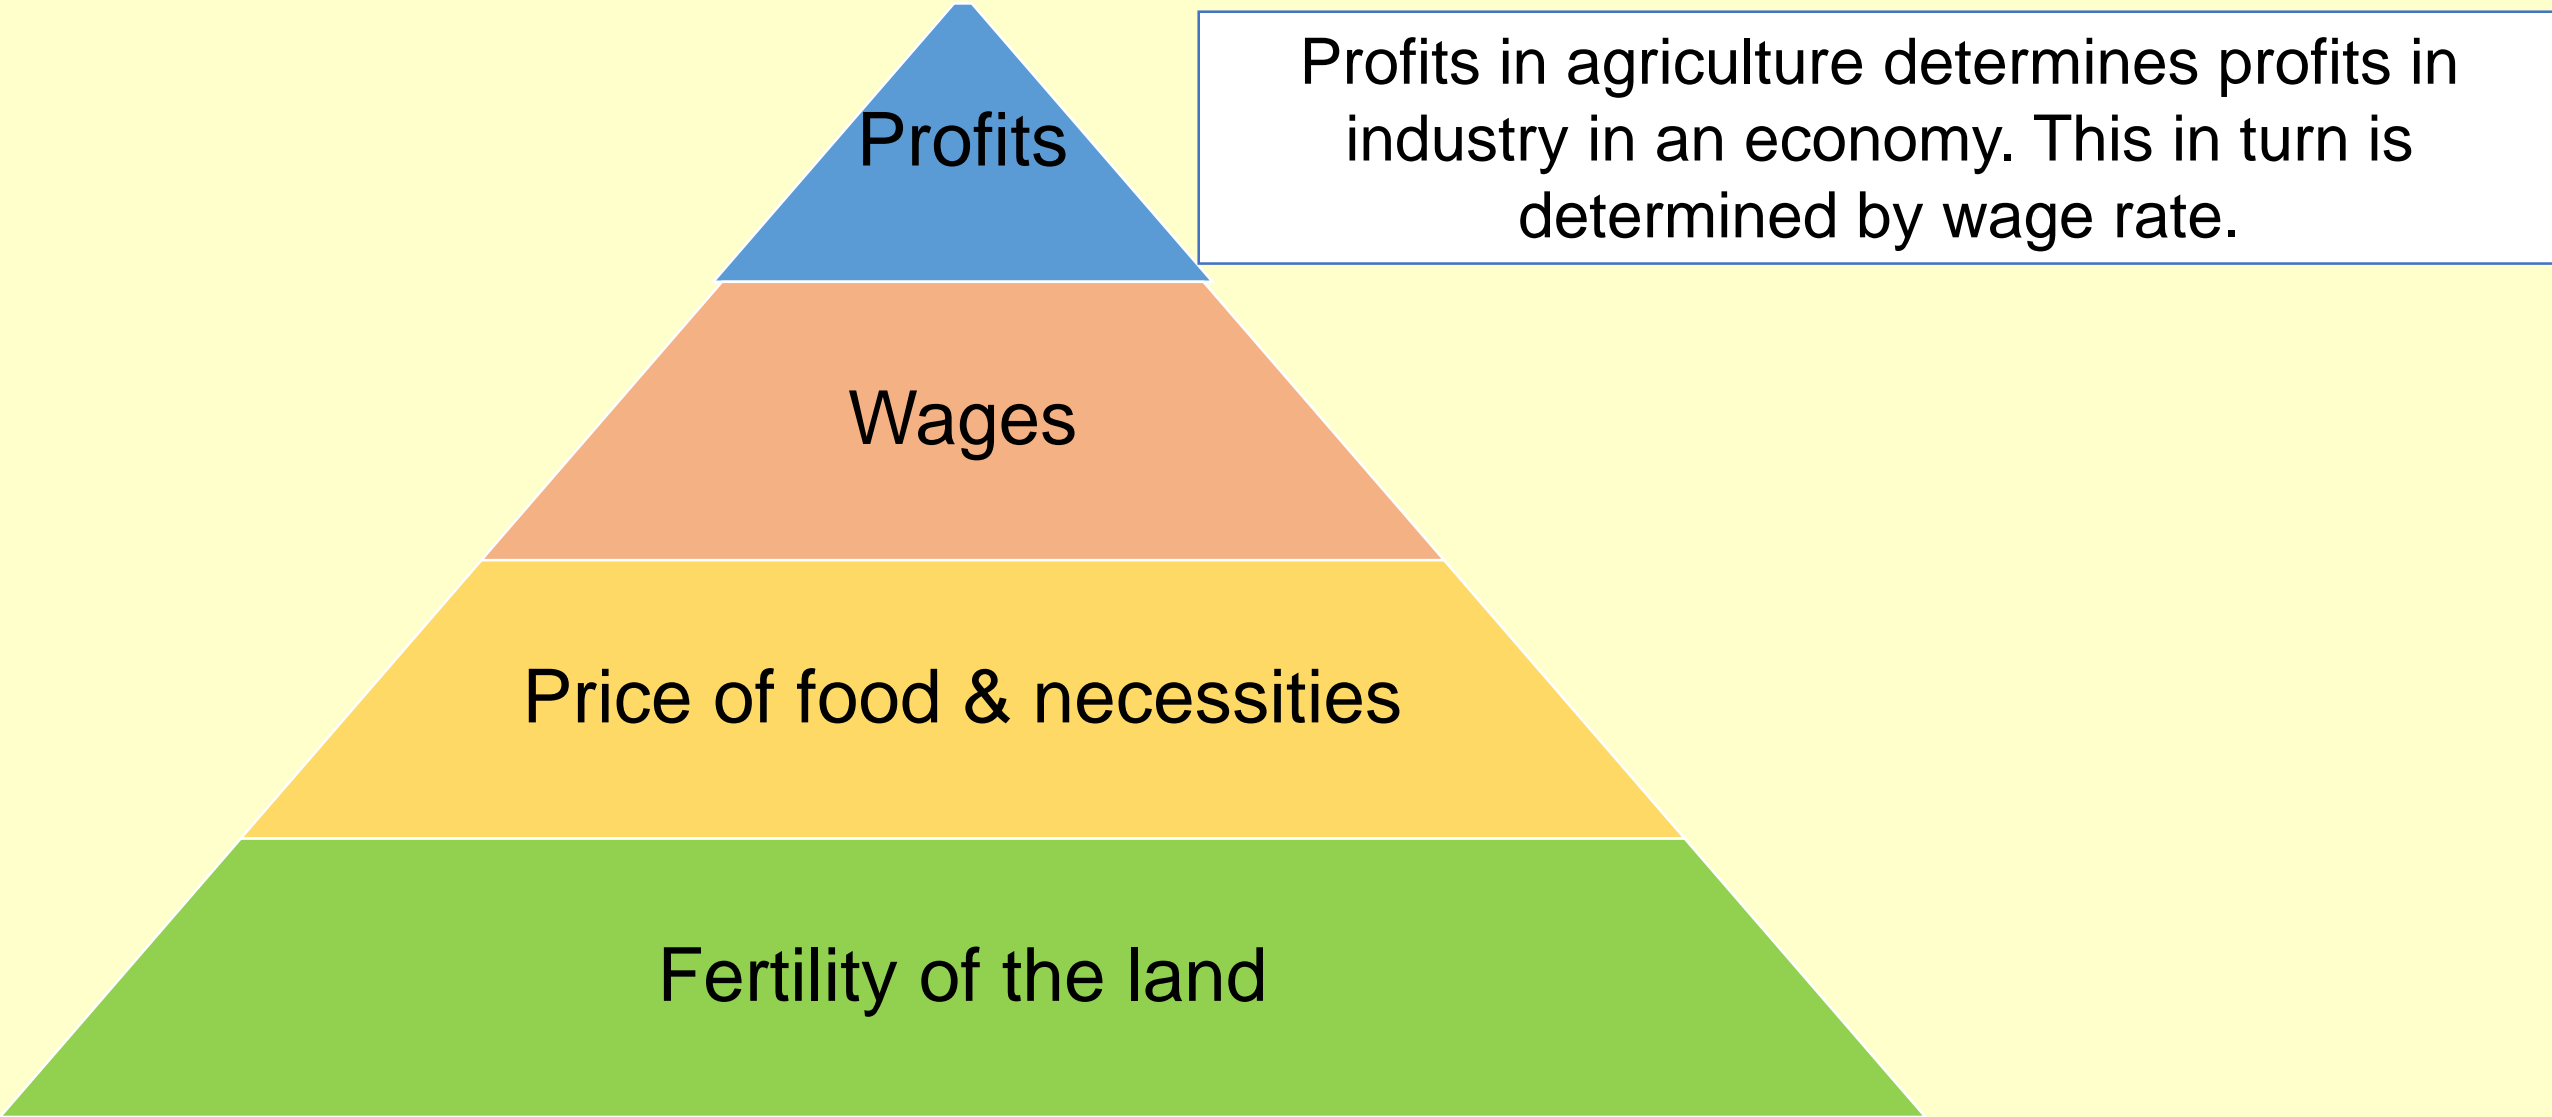 Profits
Profits in agriculture determines profits in
industry in an economy. This in turn is
determined by wage rate.
Wages
Price of food & necessities
Fertility of the land